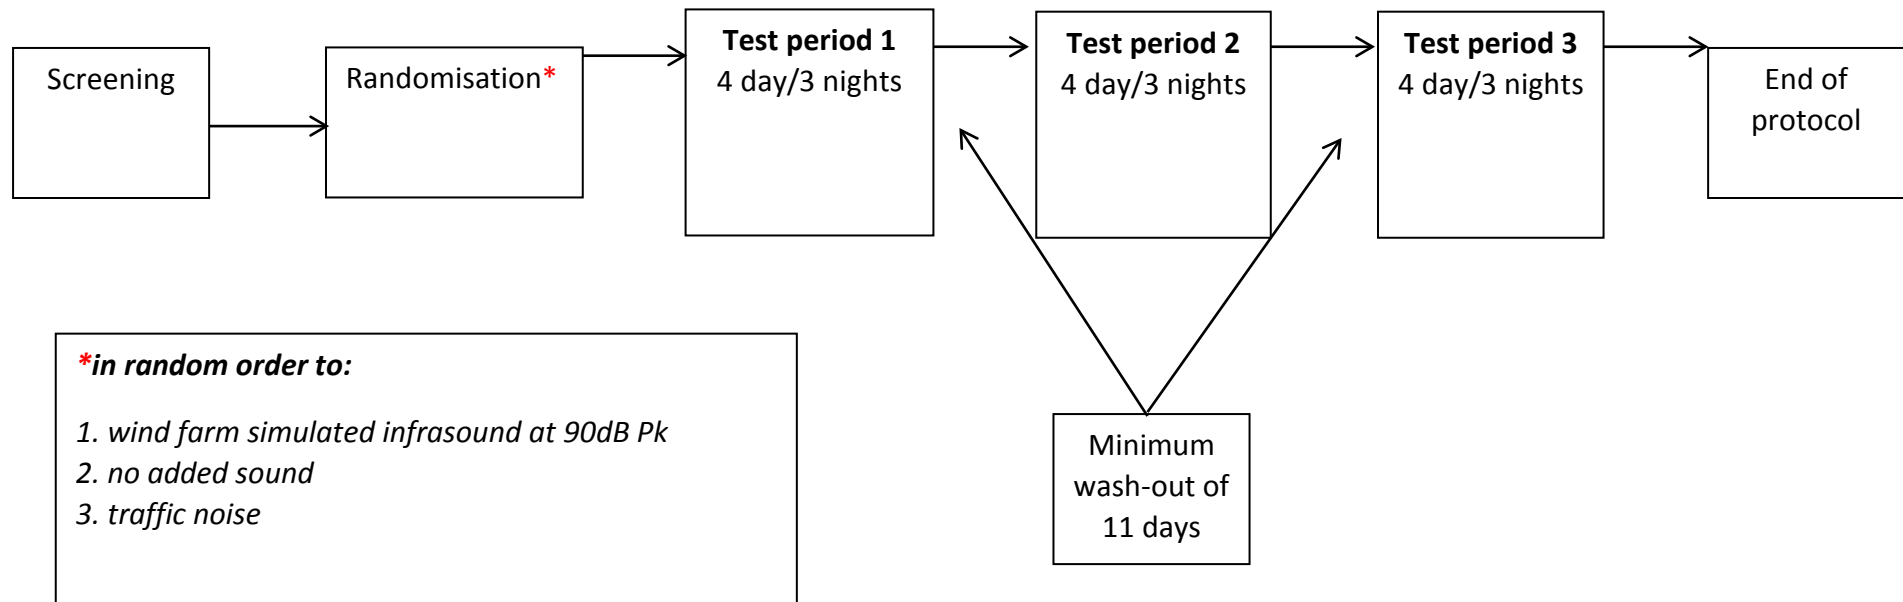 Screening
Randomisation*
Test period 1
4 day/3 nights
Test period 2
4 day/3 nights
Test period 3
4 day/3 nights
End of
protocol
*in random order to:
1. wind farm simulated infrasound at 90dB Pk
2. no added sound
3. traffic noise
Minimum
wash-out of
11 days